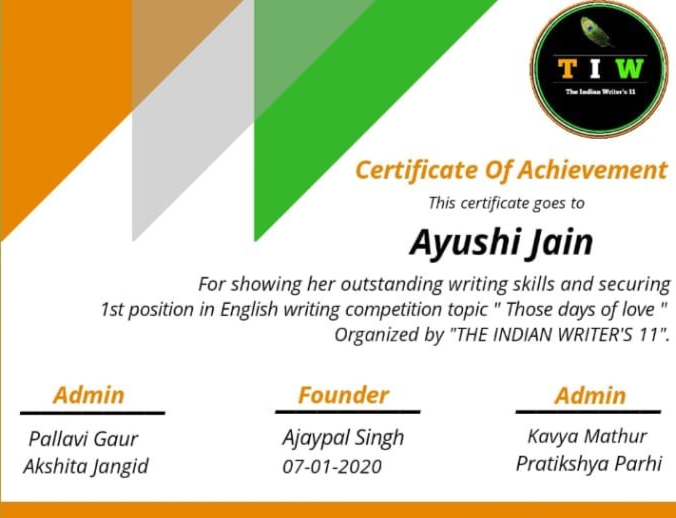 T I W
The Indian Writer's 11
Certificate Of Achievement
This certificate goes to
Ayushi Jain
For showing her outstanding writing skills and securing
1st position in English writing competition topic " Those days of love "
Organized by "THE INDIAN WRITER'S 11".
Admin
Founder
Admin
Pallavi Gaur
Ajaypal Singh
Kavya Mathur
Akshita Jangid
07-01-2020
Pratikshya Parhi